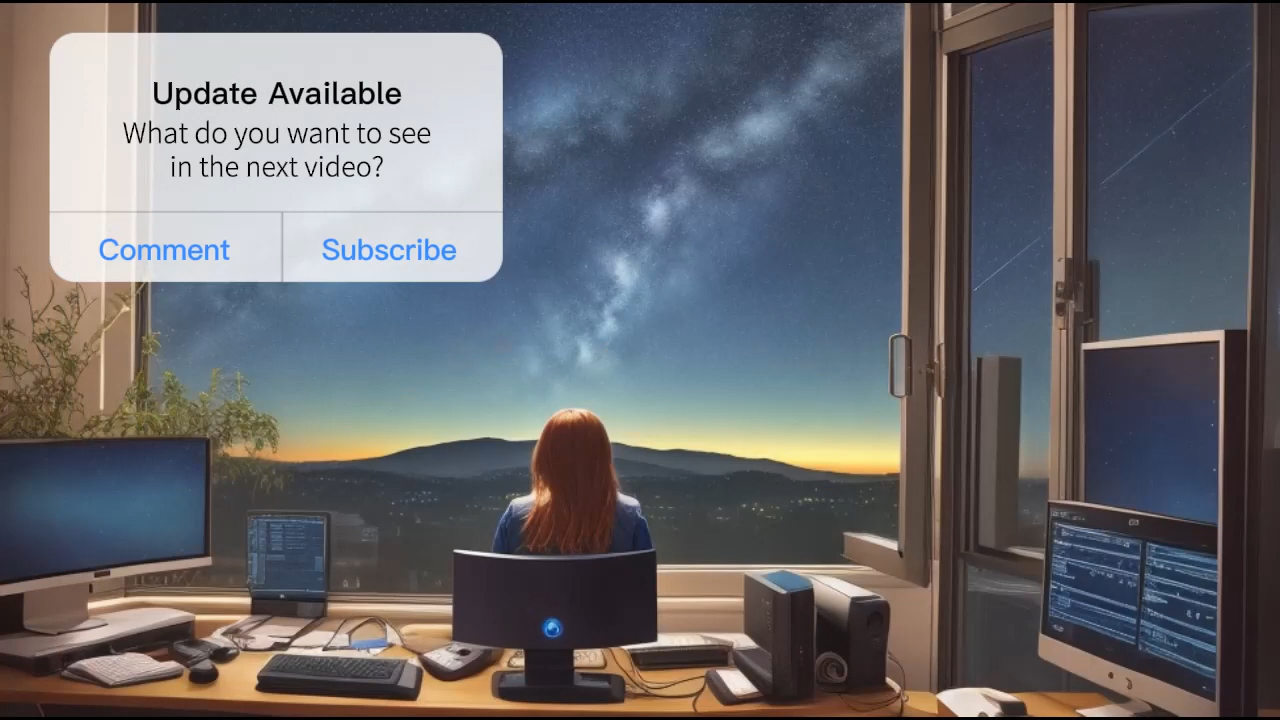 Update Available
What do you want to see
in the next video?
Comment
Subscribe